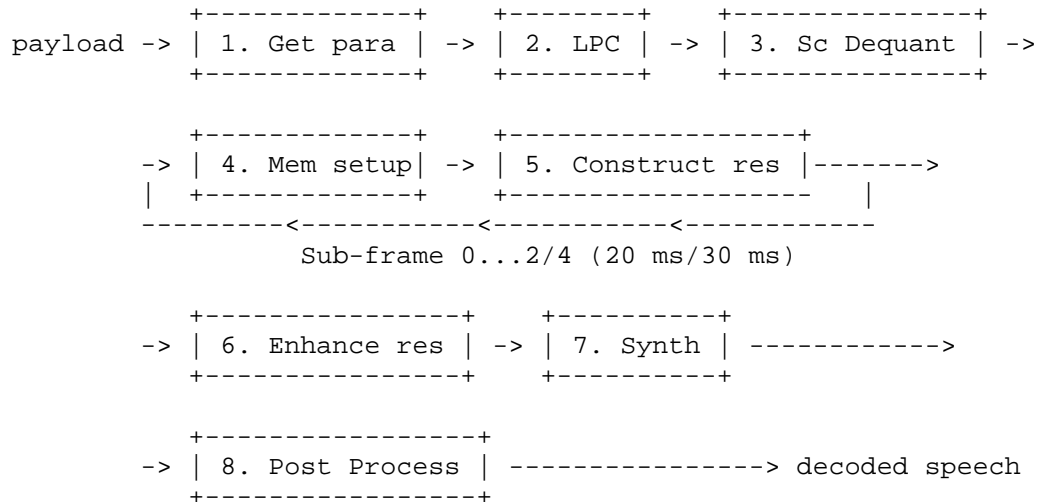 +-------------+    +--------+    +---------------+
payload -> | 1. Get para | -> | 2. LPC | -> | 3. Sc Dequant | ->
            +-------------+    +--------+    +---------------+

            +-------------+    +------------------+
        -> | 4. Mem setup| -> | 5. Construct res |------->
        |  +-------------+    +-------------------   |
        ---------<-----------<-----------<------------
                  Sub-frame 0...2/4 (20 ms/30 ms)

            +----------------+    +----------+
        -> | 6. Enhance res | -> | 7. Synth | ------------>
            +----------------+    +----------+

            +-----------------+
        -> | 8. Post Process | ----------------> decoded speech
            +-----------------+